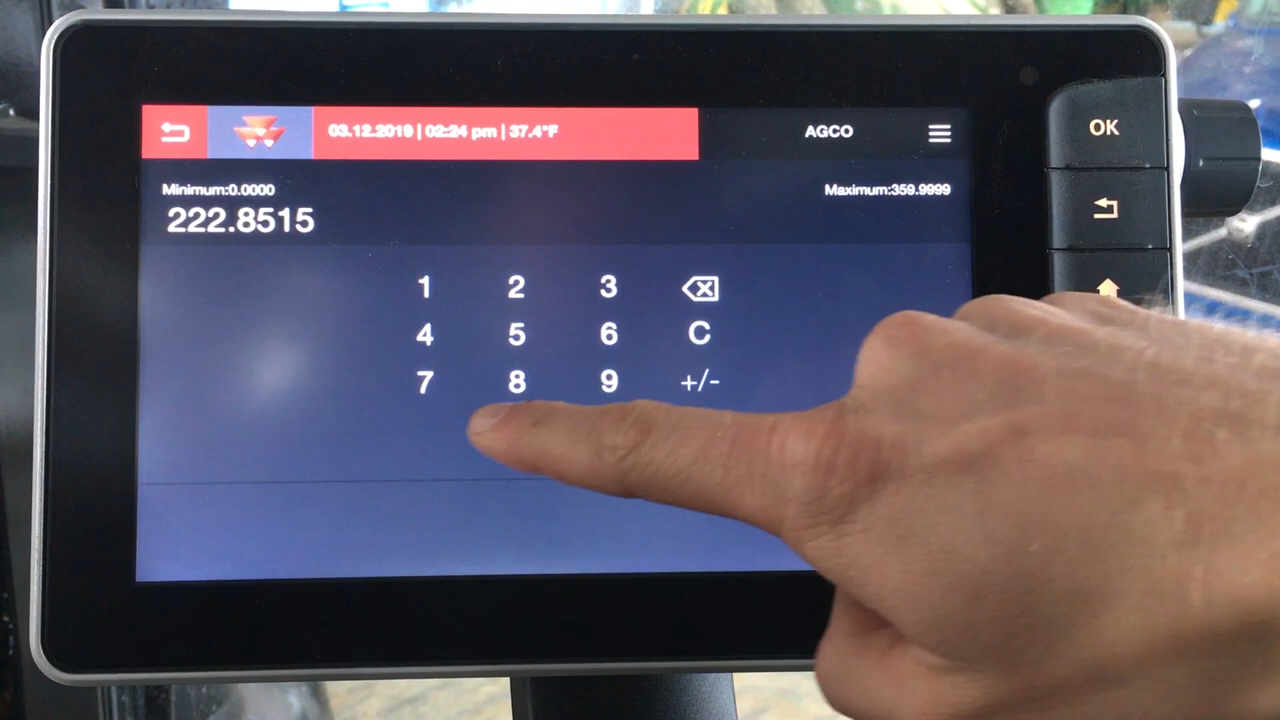 03.12.2019 | 02:24 pm | 37.4°F
AGCO
OK
Minimum:0.0000
Maximum:359.9999
222.8515
1 2 3
4 5 6 C
7 8 9 +/-